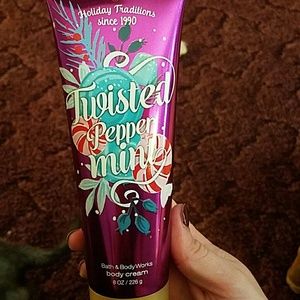 Holiday Traditions
since 1990
Twisted
Pepper
mint
Bath & Body Works
body cream
8 OZ / 226 g